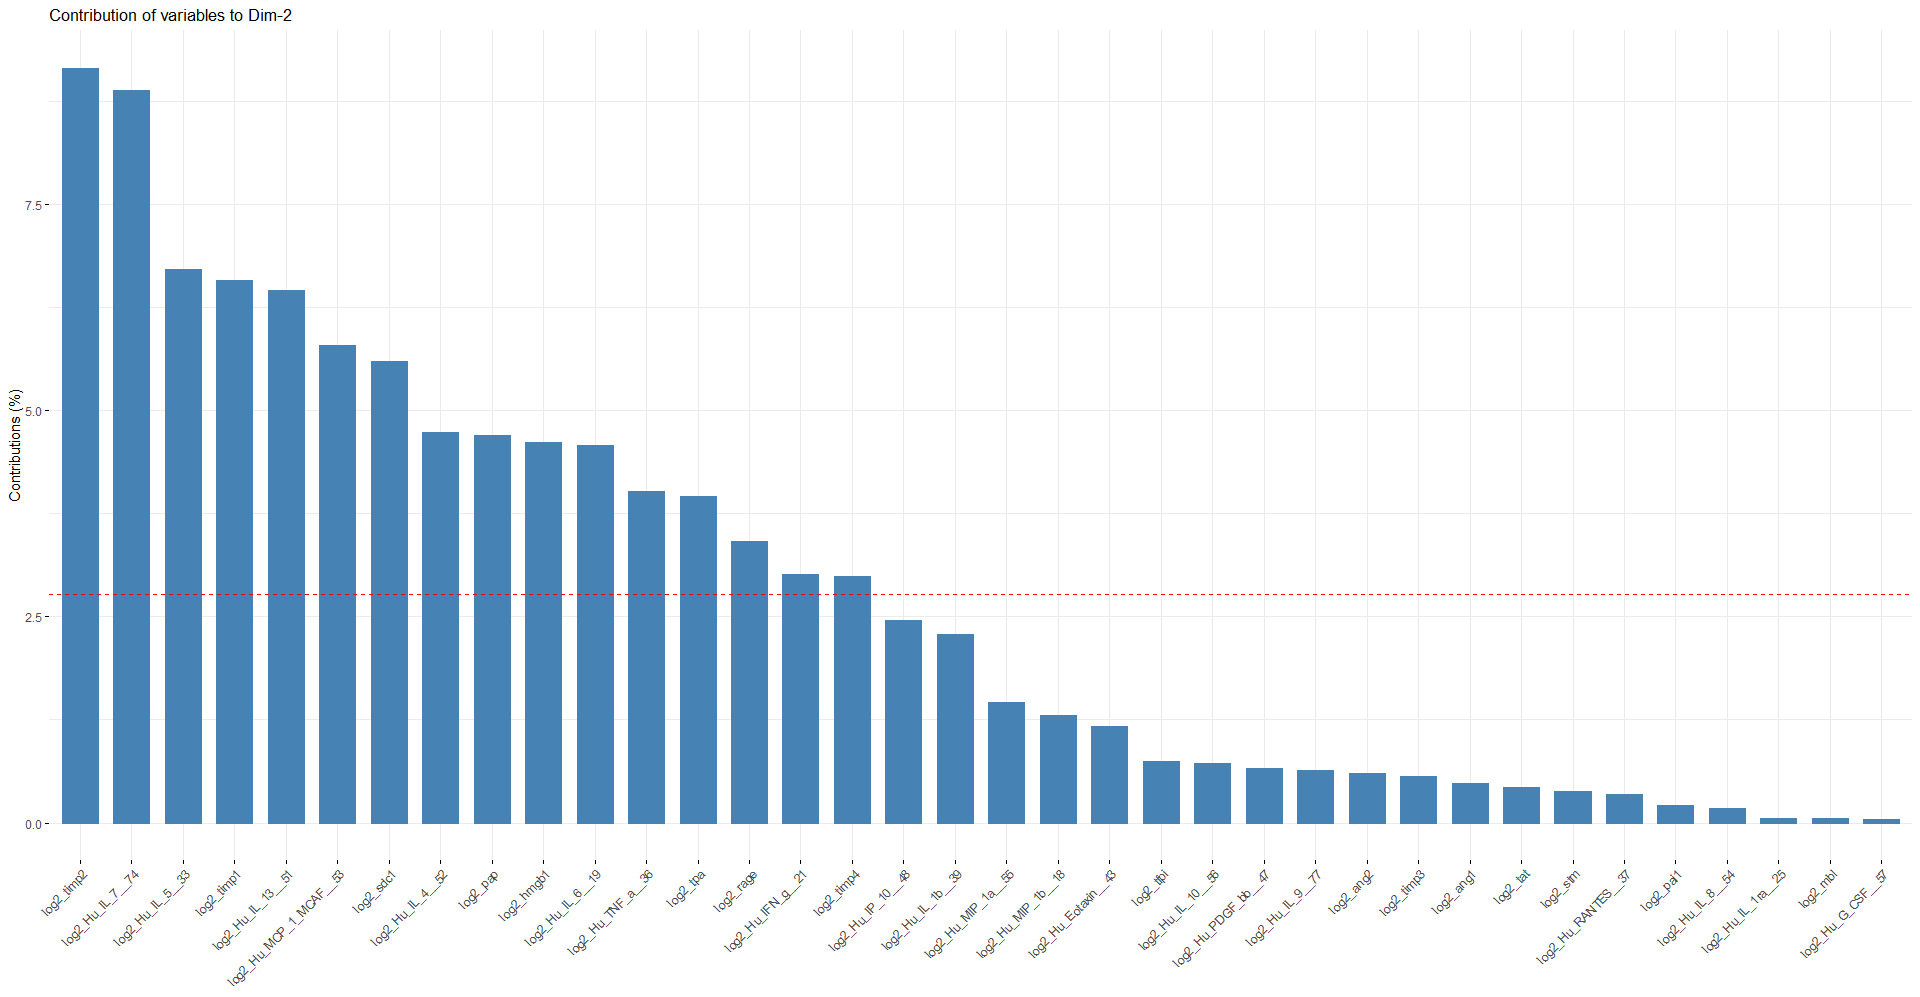 Contribution of variables to Dim-2
Contributions (%)
7.5
5.0
2.5
0.0
log2_timp2
log2_Hu_IL_7__74
log2_Hu_IL_5__33
log2_timp1
log2_Hu_IL_13__51
log2_Hu_MCP_1_MCAF__53
log2_sdc1
log2_Hu_IL_4__52
log2_pap
log2_hmgb1
log2_Hu_IL_6__19
log2_Hu_TNF_a__36
log2_tpa
log2_rage
log2_Hu_IFN_g__21
log2_timp4
log2_Hu_IP_10__48
log2_Hu_IL_1b__39
log2_Hu_MIP_1a__55
log2_Hu_MIP_1b__18
log2_Hu_Eotaxin__43
log2_tfpi
log2_Hu_IL_10__56
log2_Hu_PDGF_bb__47
log2_Hu_IL_9__77
log2_ang2
log2_timp3
log2_ang1
log2_tat
log2_stm
log2_Hu_RANTES__37
log2_pai1
log2_Hu_IL_8__54
log2_Hu_IL_1ra__25
log2_mbl
log2_Hu_G_CSF__57